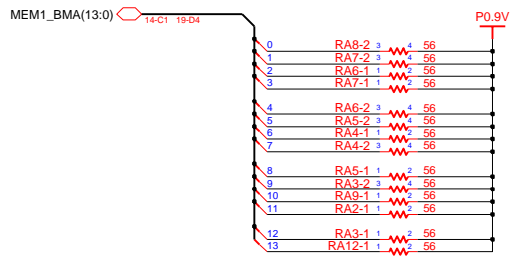 MEM1_BMA(13:0) 14-C1 19-D4 P0.9V
0 RA8-2 3 4 56
1 RA7-2 3 4 56
2 RA6-1 1 2 56
3 RA7-1 1 2 56
4 RA6-2 3 4 56
5 RA5-2 3 4 56
6 RA4-1 1 2 56
7 RA4-2 3 4 56
8 RA5-1 1 2 56
9 RA3-2 3 4 56
10 RA9-1 1 2 56
11 RA2-1 1 2 56
12 RA3-1 1 2 56
13 RA12-1 1 2 56